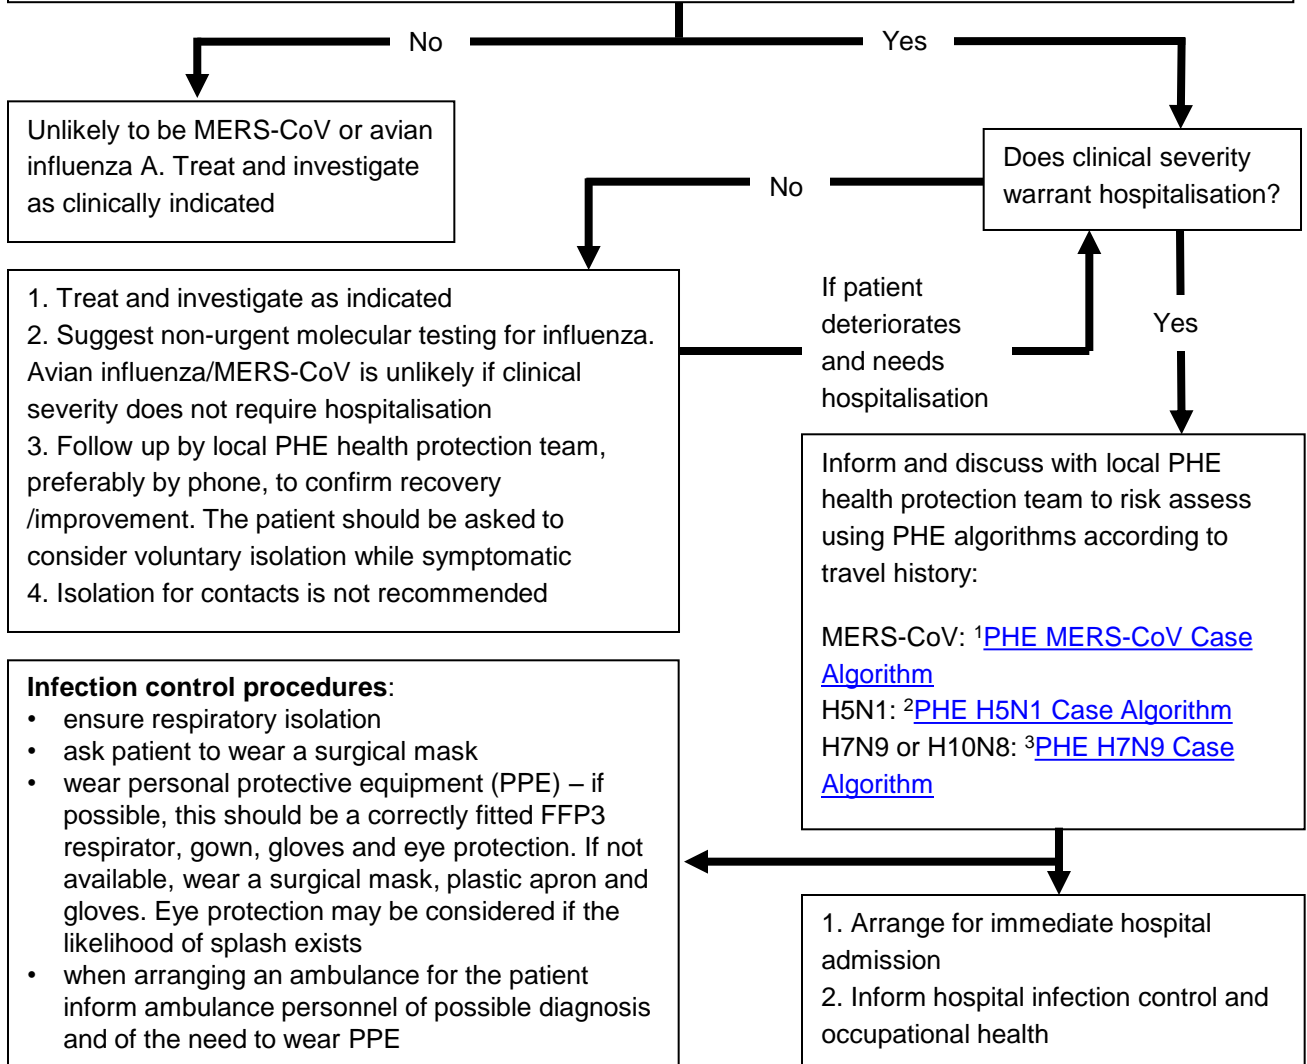 No
Yes
Unlikely to be MERS-CoV or avian
influenza A. Treat and investigate
as clinically indicated
Does clinical severity
warrant hospitalisation?
No
1. Treat and investigate as indicated
2. Suggest non-urgent molecular testing for influenza.
Avian influenza/MERS-CoV is unlikely if clinical
severity does not require hospitalisation
3. Follow up by local PHE health protection team,
preferably by phone, to confirm recovery
/improvement. The patient should be asked to
consider voluntary isolation while symptomatic
4. Isolation for contacts is not recommended
If patient
deteriorates
and needs
hospitalisation
Yes
Inform and discuss with local PHE
health protection team to risk assess
using PHE algorithms according to
travel history:
MERS-CoV: ¹PHE MERS-CoV Case
Algorithm
H5N1: ²PHE H5N1 Case Algorithm
H7N9 or H10N8: ³PHE H7N9 Case
Algorithm
Infection control procedures:
• ensure respiratory isolation
• ask patient to wear a surgical mask
• wear personal protective equipment (PPE) – if
possible, this should be a correctly fitted FFP3
respirator, gown, gloves and eye protection. If not
available, wear a surgical mask, plastic apron and
gloves. Eye protection may be considered if the
likelihood of splash exists
• when arranging an ambulance for the patient
inform ambulance personnel of possible diagnosis
and of the need to wear PPE
1. Arrange for immediate hospital
admission
2. Inform hospital infection control and
occupational health